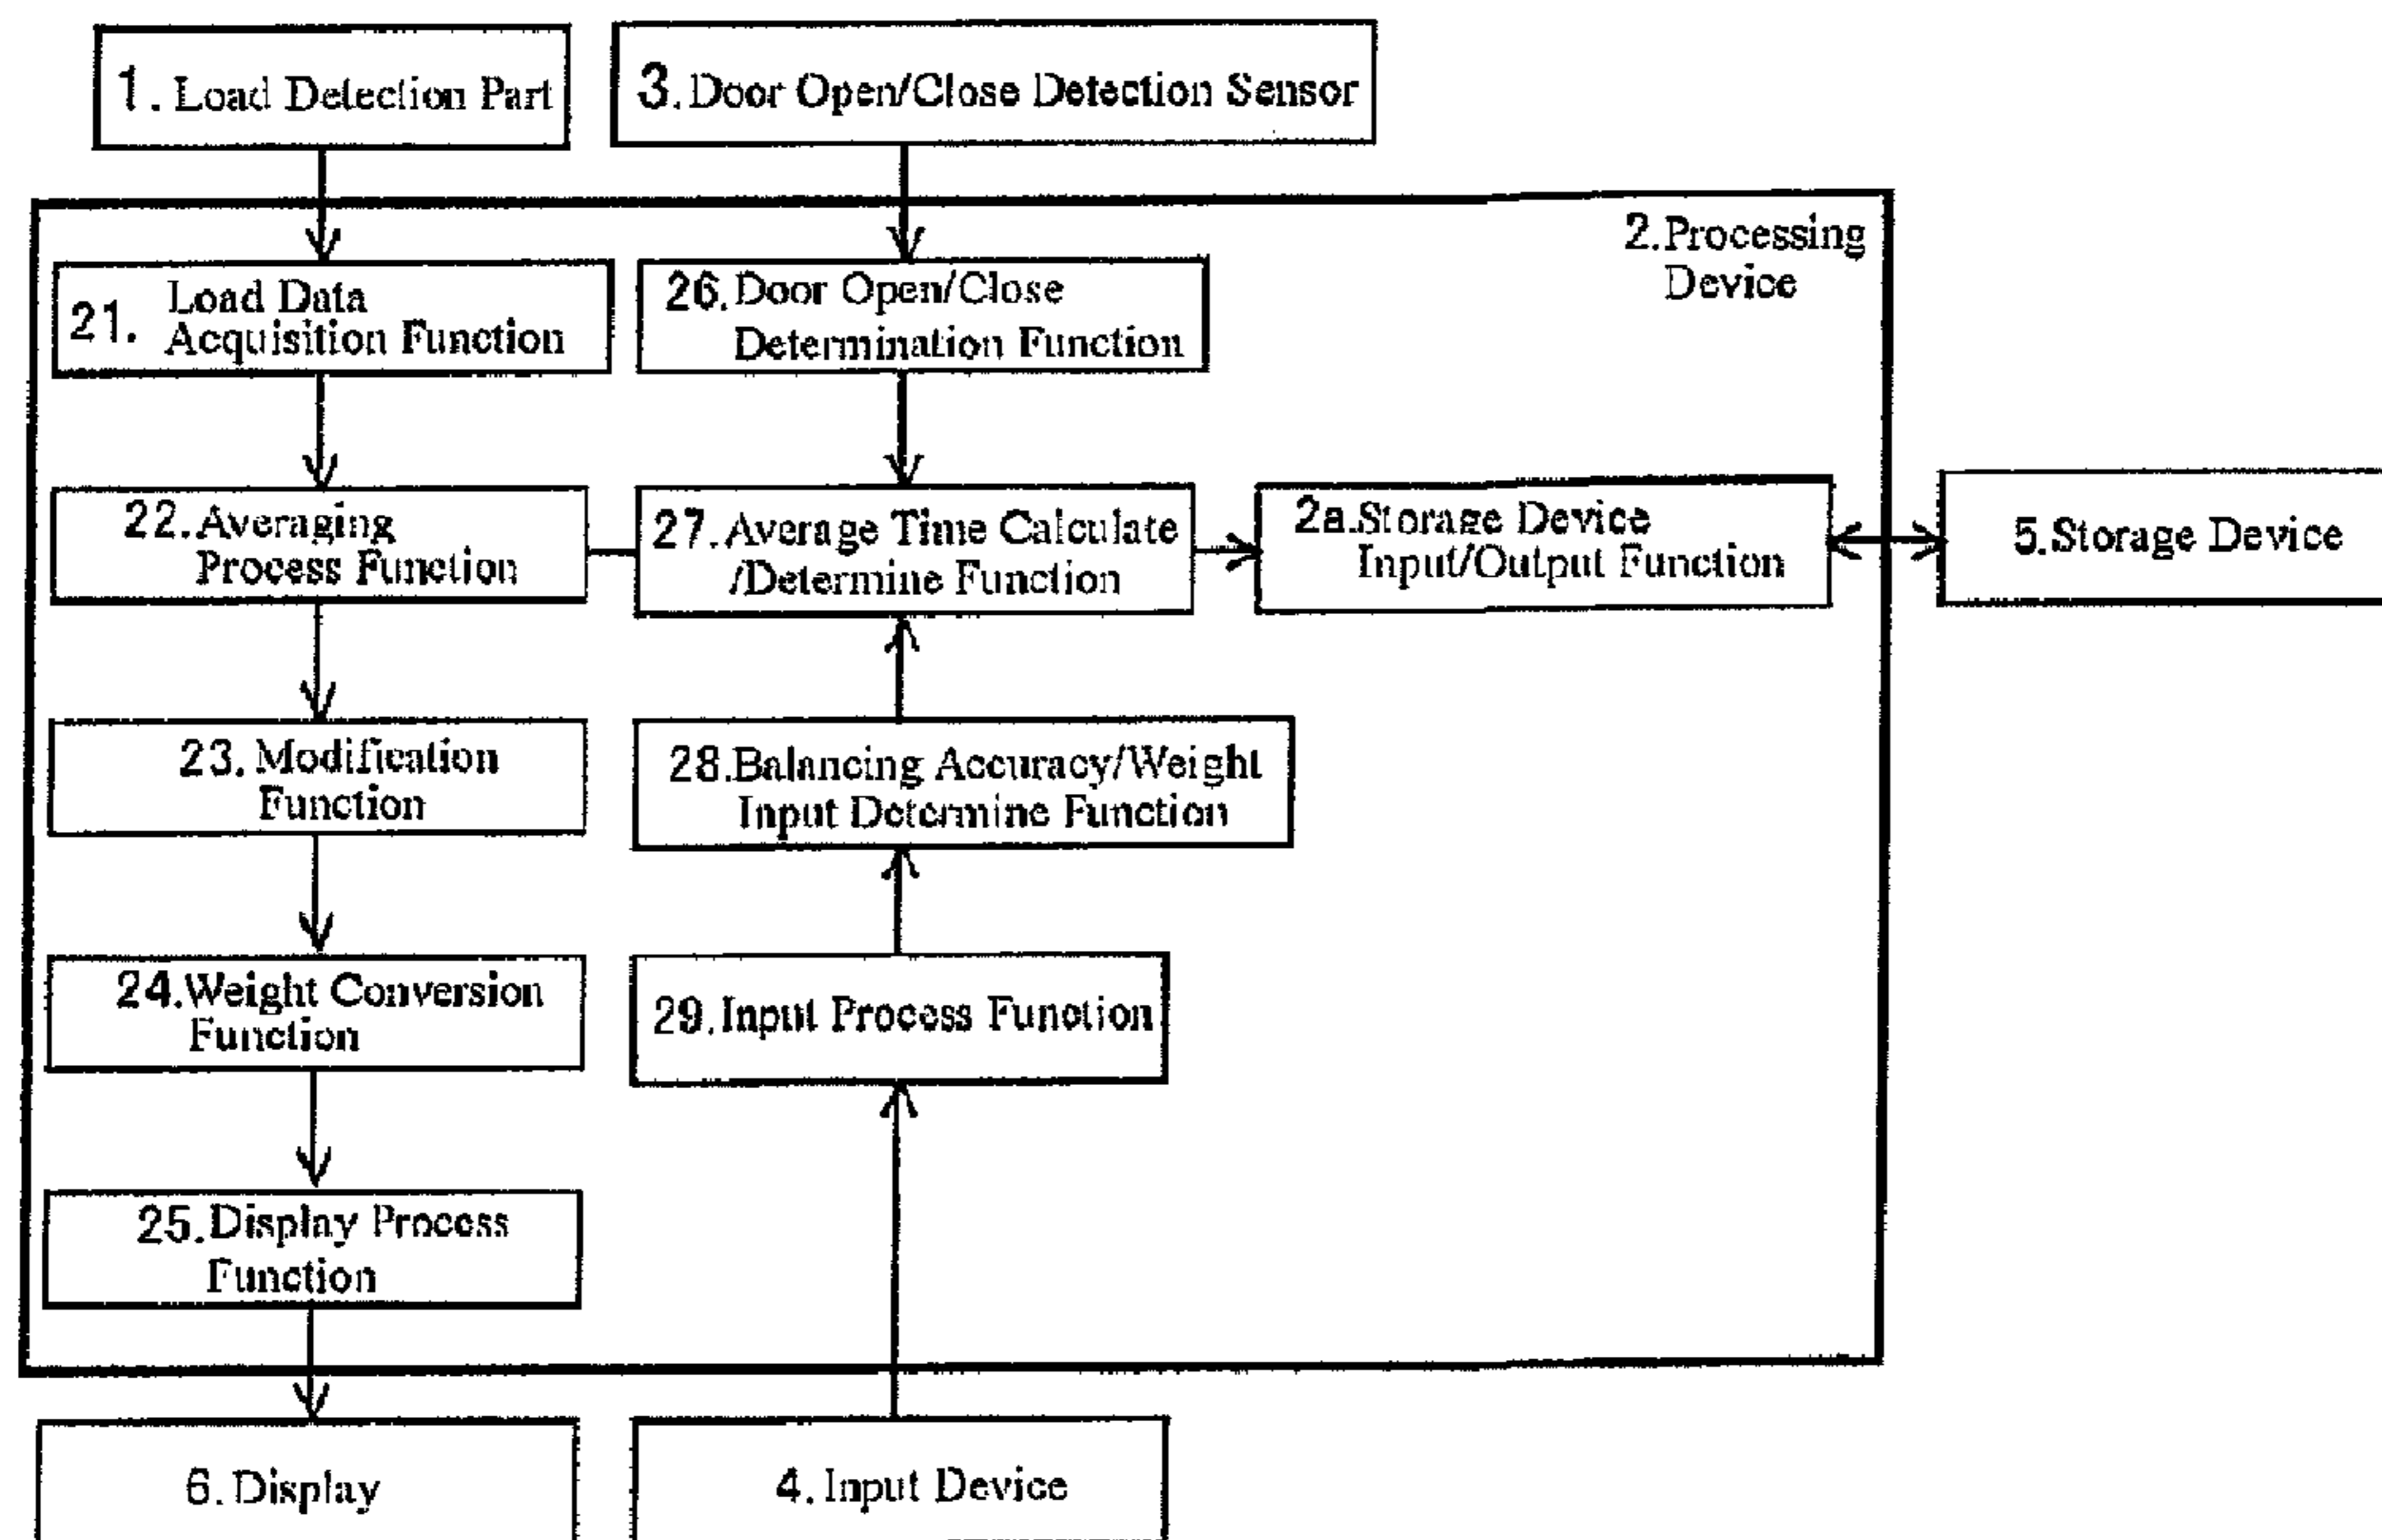 1. Load Detection Part
3. Door Open/Close Detection Sensor
2. Processing
Device
21. Load Data
Acquisition Function
26. Door Open/Close
Determination Function
22. Averaging
Process Function
27. Average Time Calculate
/Determine Function
2a. Storage Device
Input/Output Function
5. Storage Device
23. Modification
Function
28. Balancing Accuracy/Weight
Input Determine Function
24. Weight Conversion
Function
29. Input Process Function
25. Display Process
Function
6. Display
4. Input Device